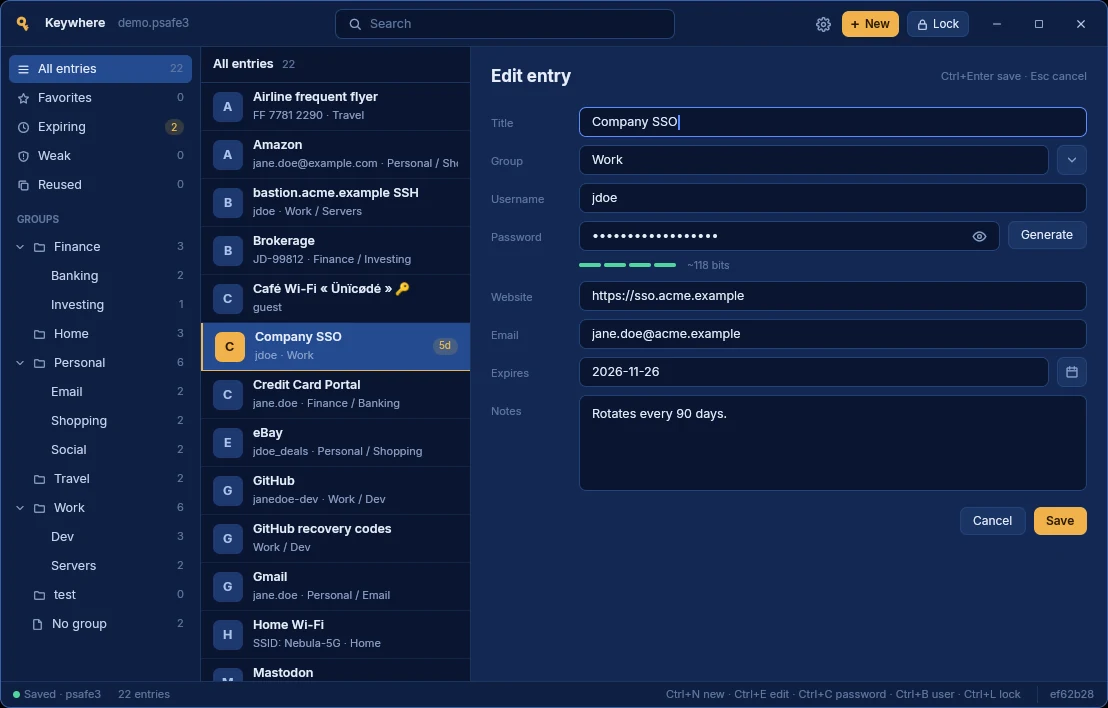 Keywhere demo.psafe3
Search
+ New
Lock
All entries 22
Favorites 0
Expiring 2
Weak 0
Reused 0
GROUPS
Finance 3
Banking 2
Investing 1
Home 3
Personal 6
Email 2
Shopping 2
Social 2
Travel 2
Work 6
Dev 3
Servers 2
test 0
No group 2
All entries 22
A
Airline frequent flyer
FF 7781 2290 · Travel
A
Amazon
jane.doe@example.com · Personal / Sh
B
bastion.acme.example SSH
jdoe · Work / Servers
B
Brokerage
JD-99812 · Finance / Investing
C
Café Wi-Fi « Ünïcødé » 🔑
guest
C
Company SSO
jdoe · Work
5d
C
Credit Card Portal
jane.doe · Finance / Banking
E
eBay
jdoe_deals · Personal / Shopping
G
GitHub
janedoe-dev · Work / Dev
G
GitHub recovery codes
Work / Dev
G
Gmail
jane.doe · Personal / Email
H
Home Wi-Fi
SSID: Nebula-5G · Home
M
Mastodon
Edit entry
Ctrl+Enter save · Esc cancel
Title Company SSO
Group Work
Username jdoe
Password ••••••••••••••••• Generate
~118 bits
Website https://sso.acme.example
Email jane.doe@acme.example
Expires 2026-11-26
Notes Rotates every 90 days.
Cancel Save
Saved · psafe3 22 entries
Ctrl+N new · Ctrl+E edit · Ctrl+C password · Ctrl+B user · Ctrl+L lock ef62b28